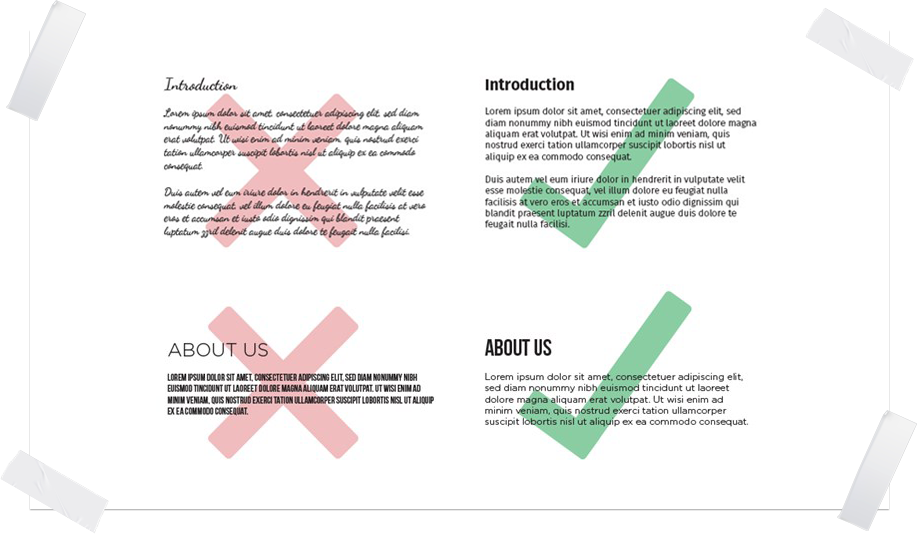 Introduction
Lorem ipsum dolor sit amet, consectetuer adipiscing elit, sed diam
nonummy nibh euismod tincidunt ut laoreet dolore magna aliquam
erat volutpat. Ut wisi enim ad minim veniam, quis nostrud exerci
tation ullamcorper suscipit lobortis nisl ut aliquip ex ea commodo
consequat.
Duis autem vel eum iriure dolor in hendrerit in vulputate velit esse
molestie consequat, vel illum dolore eu feugiat nulla facilisis at vero
eros et accumsan et iusto odio dignissim qui blandit praesent
luptatum zzril delenit augue duis dolore te feugait nulla facilisi.
Introduction
Lorem ipsum dolor sit amet, consectetuer adipiscing elit, sed
diam nonummy nibh euismod tincidunt ut laoreet dolore magna
aliquam erat volutpat. Ut wisi enim ad minim veniam, quis
nostrud exerci tation ullamcorper suscipit lobortis nisl ut
aliquip ex ea commodo consequat.
Duis autem vel eum iriure dolor in hendrerit in vulputate velit
esse molestie consequat, vel illum dolore eu feugiat nulla
facilisis at vero eros et accumsan et iusto odio dignissim qui
blandit praesent luptatum zzril delenit augue duis dolore te
feugait nulla facilisi.
ABOUT US
LOREM IPSUM DOLOR SIT AMET, CONSECTETUER ADIPISCING ELIT, SED DIAM NONUMMY NIBH
EUISMOD TINCIDUNT UT LAOREET DOLORE MAGNA ALIQUAM ERAT VOLUTPAT. UT WISI ENIM AD
MINIM VENIAM, QUIS NOSTRUD EXERCI TATION ULLAMCORPER SUSCIPIT LOBORTIS NISL UT ALIQUIP
EX EA COMMODO CONSEQUAT.
ABOUT US
Lorem ipsum dolor sit amet, consectetuer adipiscing elit,
sed diam nonummy nibh euismod tincidunt ut laoreet
dolore magna aliquam erat volutpat. Ut wisi enim ad
minim veniam, quis nostrud exerci tation ullamcorper
suscipit lobortis nisl ut aliquip ex ea commodo consequat.